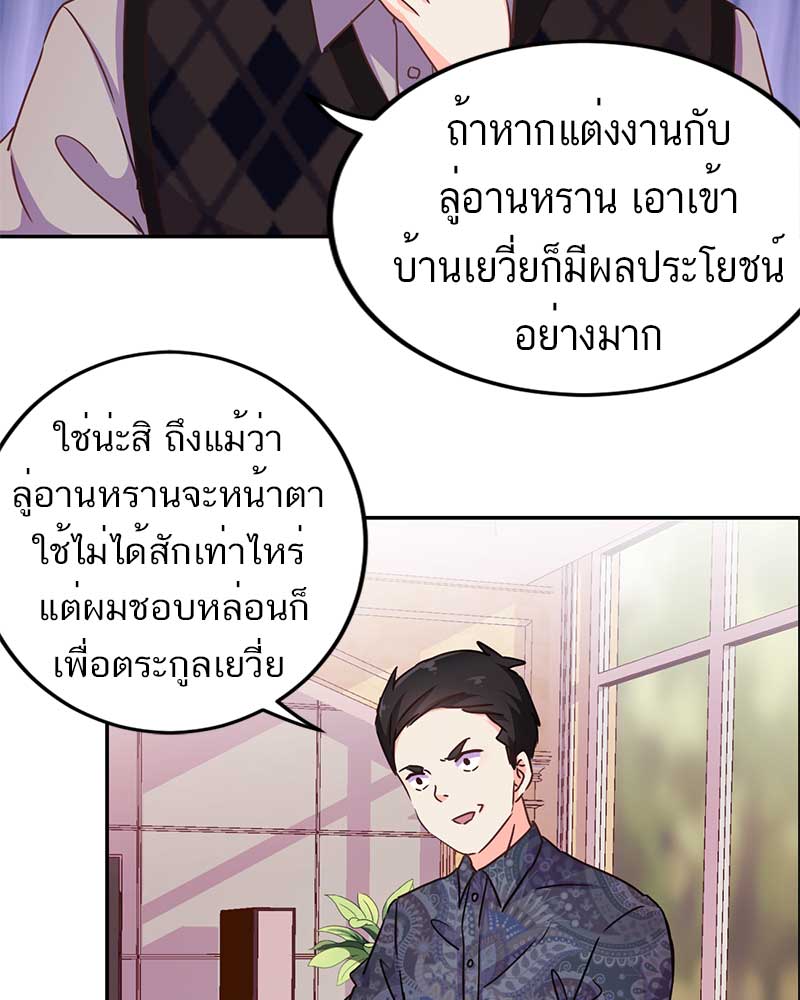 ถ้าหากแต่งงานกับ
ลู่อานหราน เอาเข้า
บ้านเยวี่ยก็มีผลประโยชน์
อย่างมาก
ใช่น่ะสิ ถึงแม้ว่า
ลู่อานหรานจะหน้าตา
ใช้ไม่ได้สักเท่าไหร่
แต่ผมชอบหล่อนก็
เพื่อตระกูลเยวี่ย